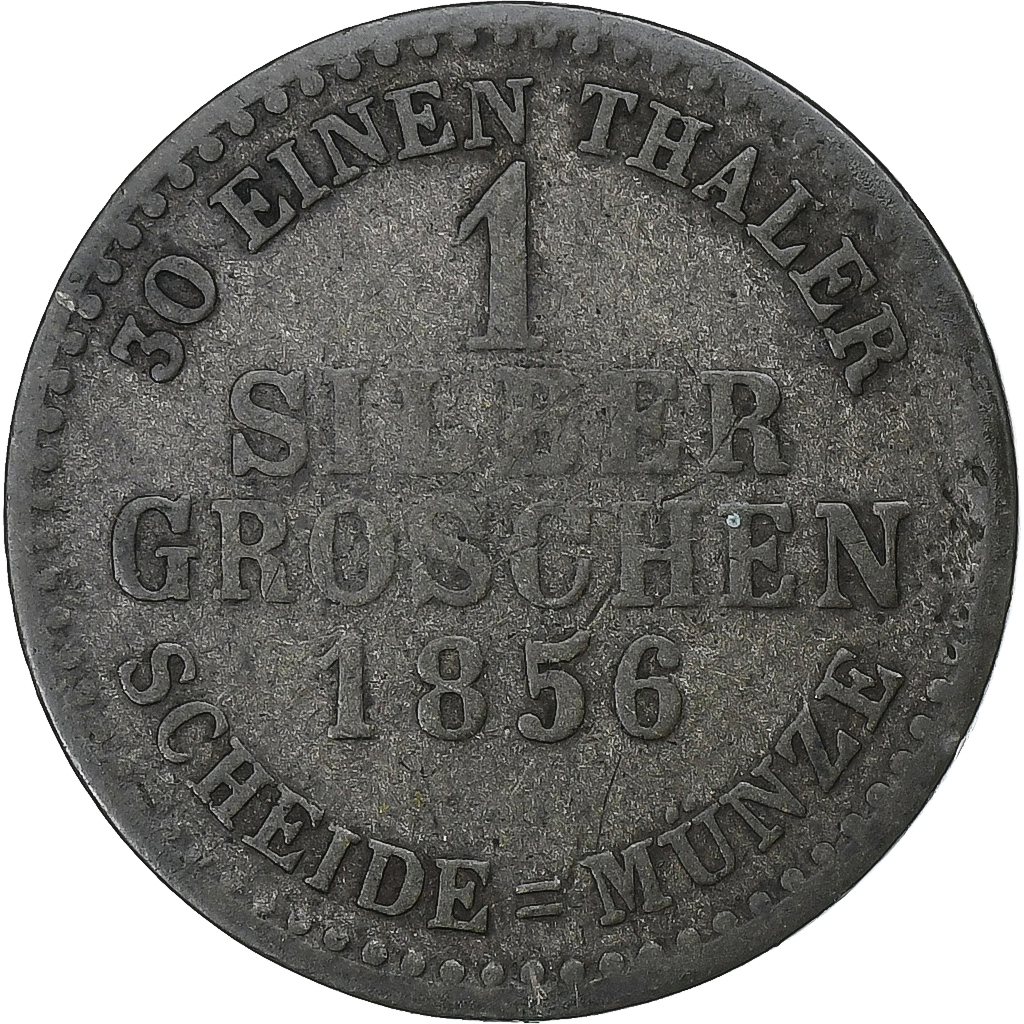 30 EINEN THALER
1
SILBER
GROSCHEN
1856
SCHEIDE = MÜNZE